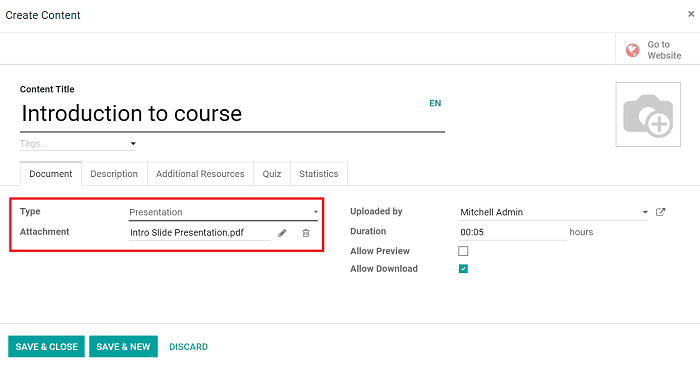 Create Content
×
Go to
Website
Content Title
Introduction to course
EN
Tags...
Document Description Additional Resources Quiz Statistics
Type Presentation
Uploaded by Mitchell Admin
Attachment Intro Slide Presentation.pdf
Duration 00:05 hours
Allow Preview
Allow Download
SAVE & CLOSE SAVE & NEW DISCARD